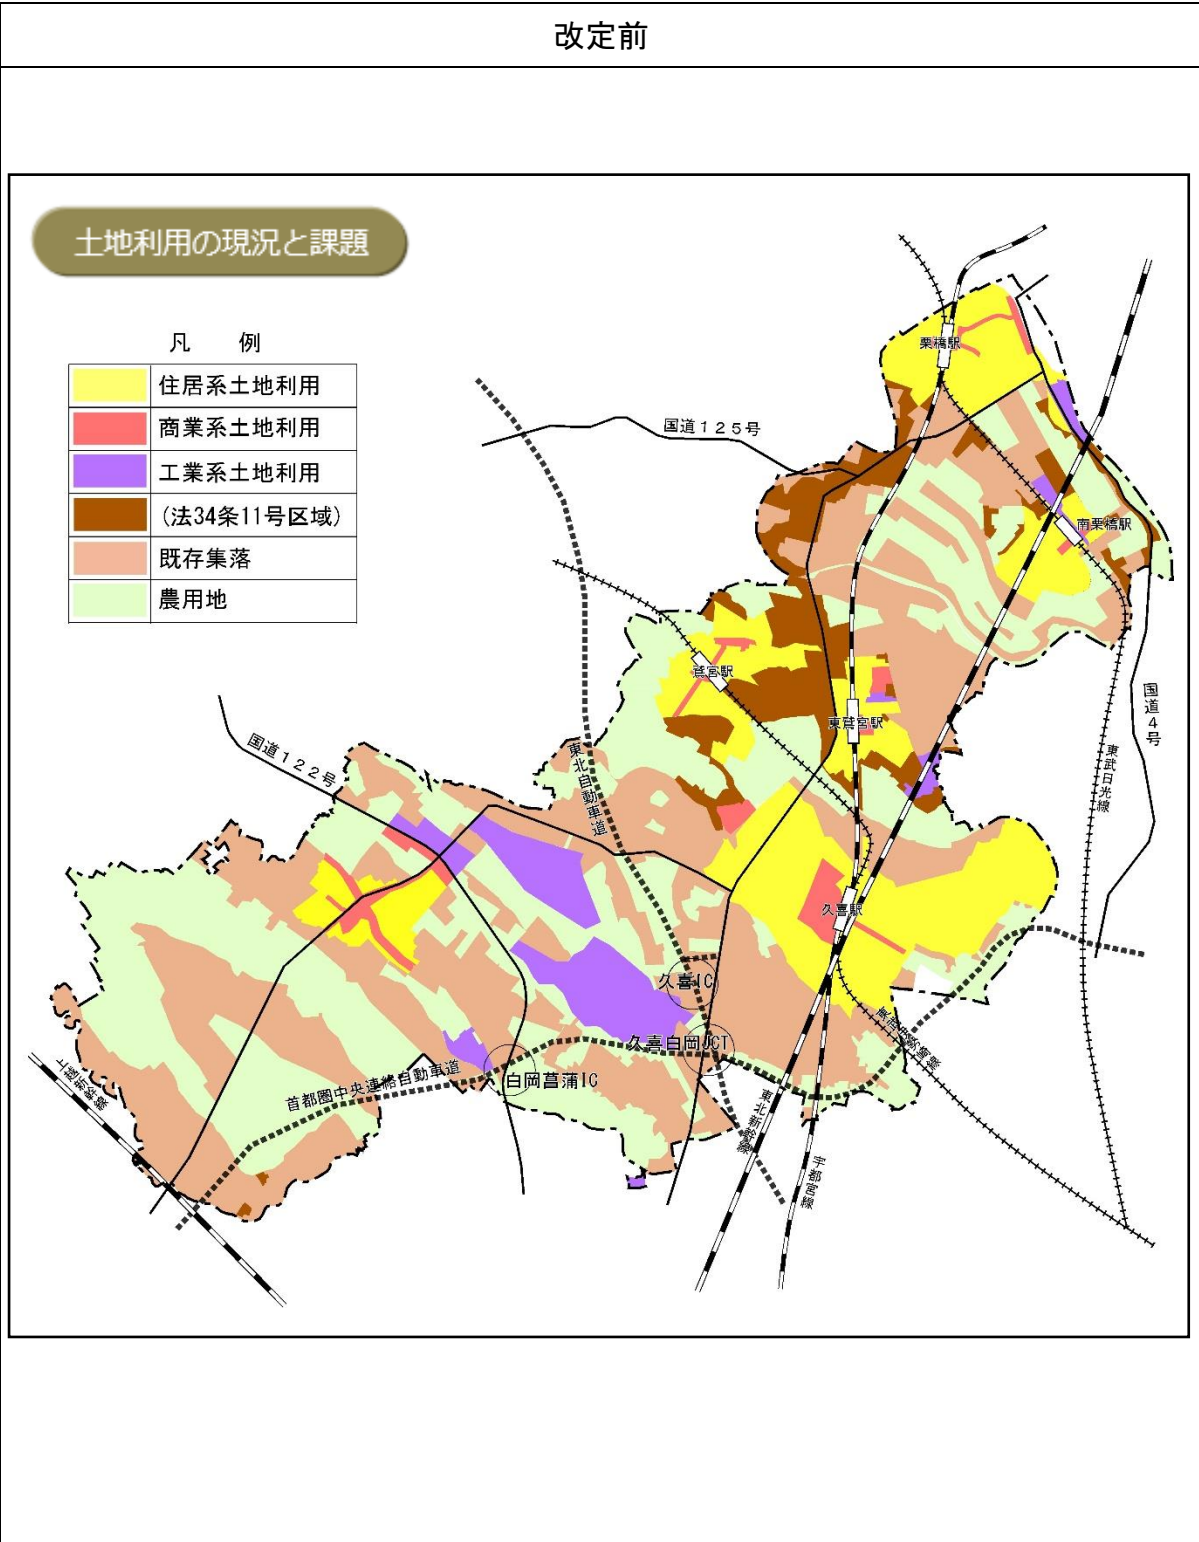 改定前
土地利用の現況と課題
凡 例
住居系土地利用
商業系土地利用
工業系土地利用
(法34条11号区域)
既存集落
農用地
栗橋駅
国道125号
南栗橋駅
鷲宮駅
東鷲宮駅
国道4号
東武日光線
国道122号
東北自動車道
久喜駅
久喜IC
久喜白岡JCT
白岡菖蒲IC
首都圏中央連絡自動車道
上越新幹線
東武伊勢崎線
東北新幹線
宇都宮線